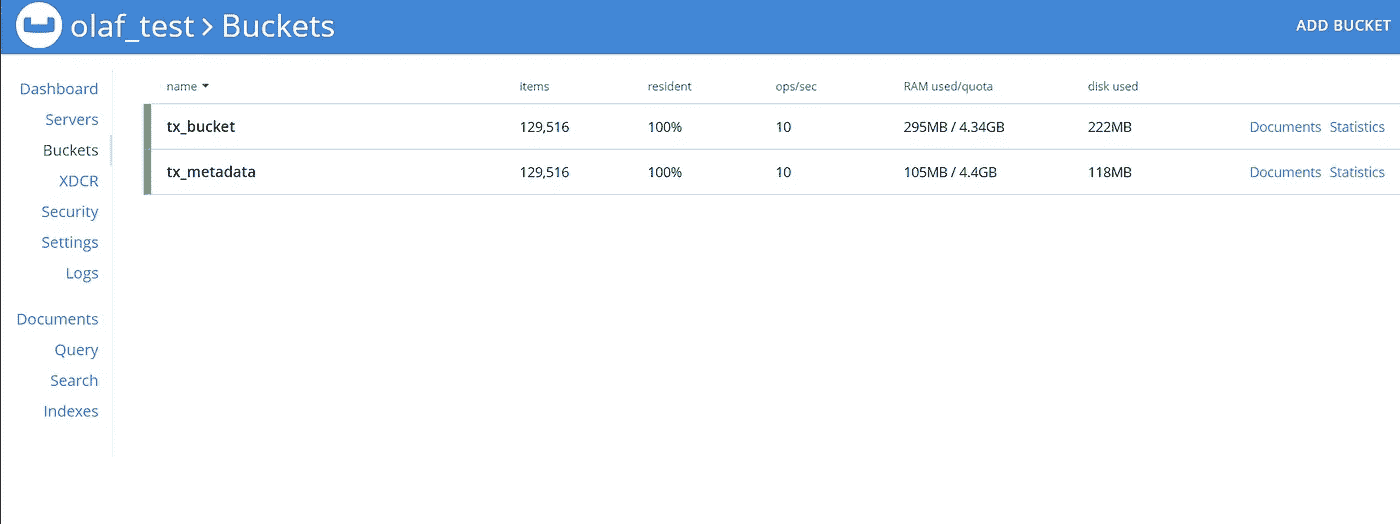 olaf_test > Buckets
ADD BUCKET
Dashboard
Servers
Buckets
XDCR
Security
Settings
Logs
Documents
Query
Search
Indexes
name items resident ops/sec RAM used/quota disk used
tx_bucket 129,516 100% 10 295MB / 4.34GB 222MB Documents Statistics
tx_metadata 129,516 100% 10 105MB / 4.4GB 118MB Documents Statistics